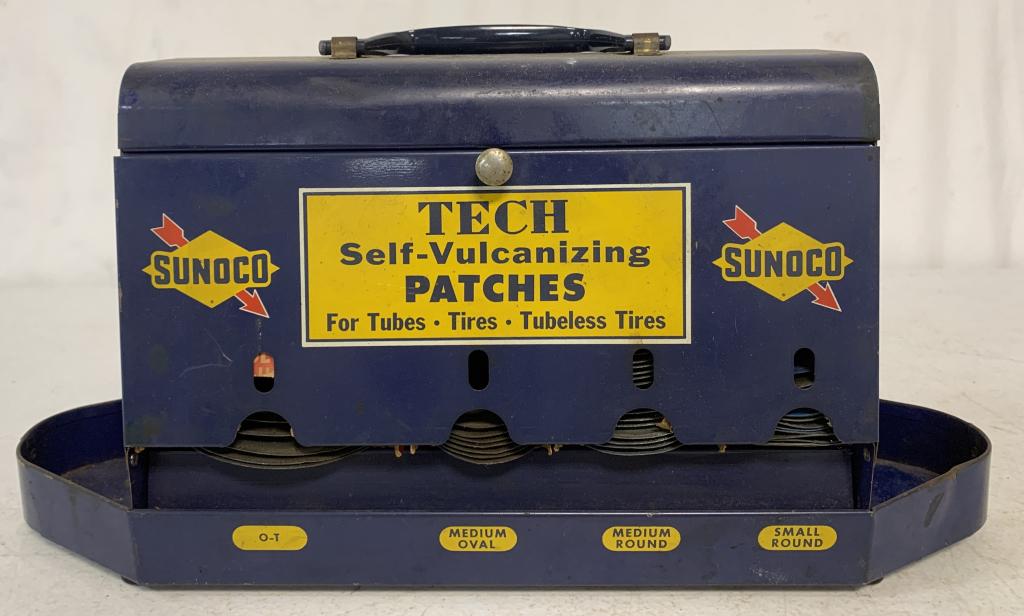 TECH
Self-Vulcanizing
PATCHES
For Tubes · Tires · Tubeless Tires
SUNOCO
SUNOCO
O-T
MEDIUM
OVAL
MEDIUM
ROUND
SMALL
ROUND